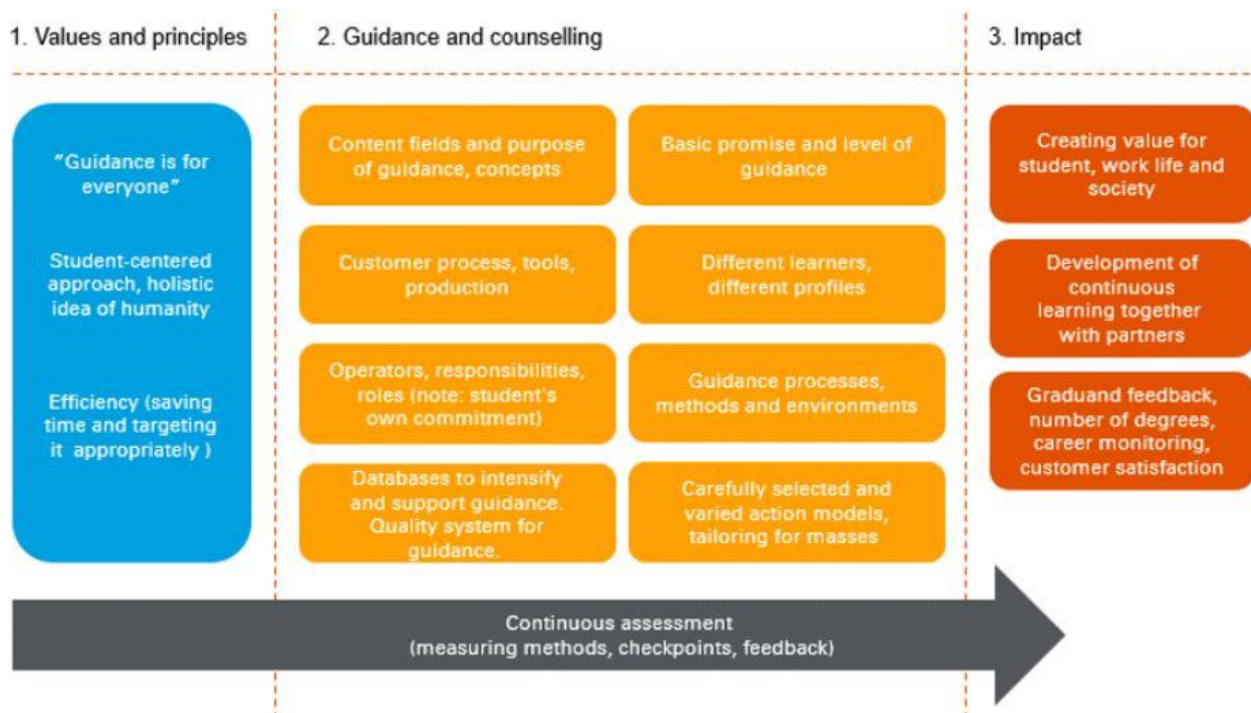 1. Values and principles
2. Guidance and counselling
3. Impact
"Guidance is for
everyone"
Student-centered
approach, holistic
idea of humanity
Efficiency (saving
time and targeting
it appropriately )
Content fields and purpose
of guidance, concepts
Basic promise and level of
guidance
Customer process, tools,
production
Different learners,
different profiles
Operators, responsibilities,
roles (note: student's
own commitment)
Guidance processes,
methods and environments
Databases to intensify
and support guidance.
Quality system for
guidance.
Carefully selected and
varied action models,
tailoring for masses
Creating value for
student, work life and
society
Development of
continuous
learning together
with partners
Graduand feedback,
number of degrees,
career monitoring,
customer satisfaction
Continuous assessment
(measuring methods, checkpoints, feedback)